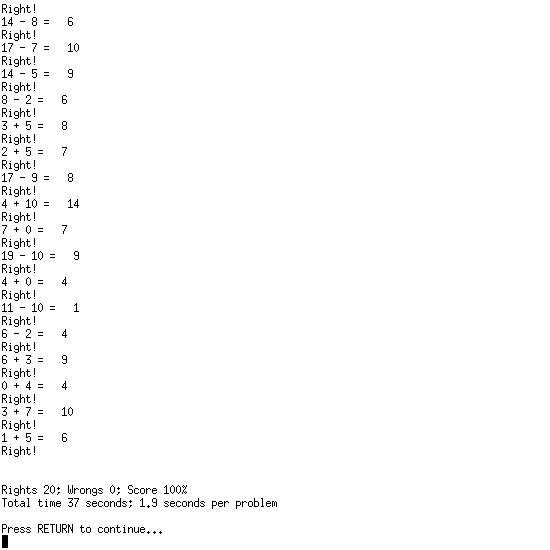 Right!
14 - 8 =   6
Right!
17 - 7 =   10
Right!
14 - 5 =   9
Right!
8 - 2 =   6
Right!
3 + 5 =   8
Right!
2 + 5 =   7
Right!
17 - 9 =   8
Right!
4 + 10 =   14
Right!
7 + 0 =   7
Right!
19 - 10 =   9
Right!
4 + 0 =   4
Right!
11 - 10 =   1
Right!
6 - 2 =   4
Right!
6 + 3 =   9
Right!
0 + 4 =   4
Right!
3 + 7 =   10
Right!
1 + 5 =   6
Right!
Rights 20; Wrongs 0; Score 100%
Total time 37 seconds; 1.9 seconds per problem
Press RETURN to continue...